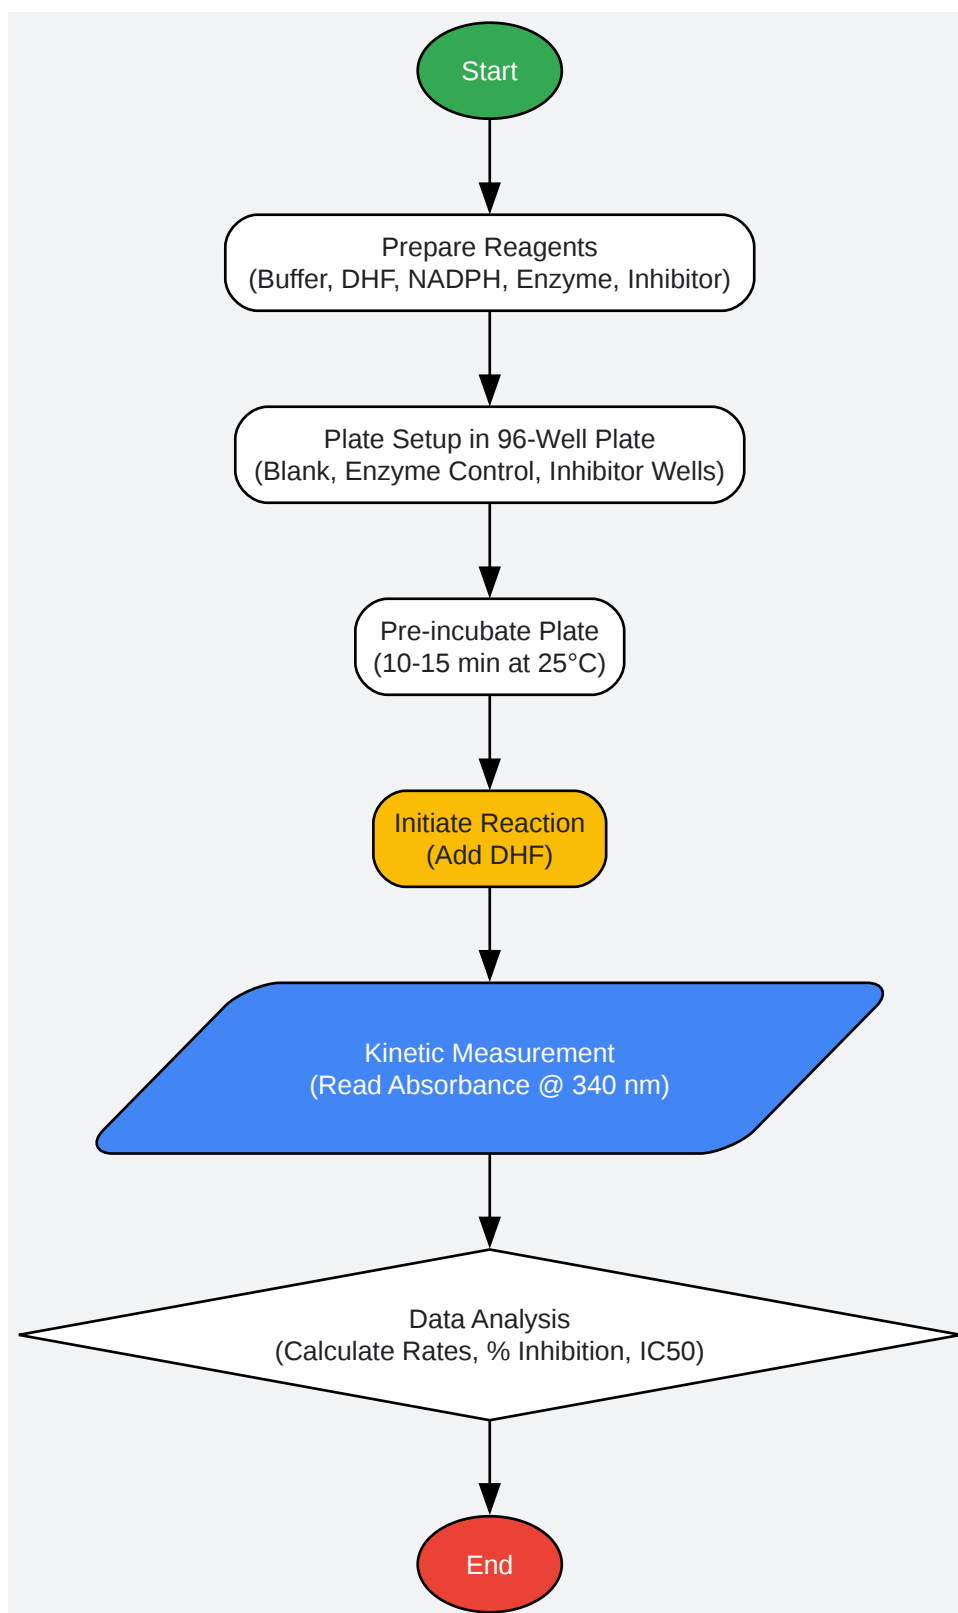 Start
Prepare Reagents
(Buffer, DHF, NADPH, Enzyme, Inhibitor)
Plate Setup in 96-Well Plate
(Blank, Enzyme Control, Inhibitor Wells)
Pre-incubate Plate
(10-15 min at 25°C)
Initiate Reaction
(Add DHF)
Kinetic Measurement
(Read Absorbance @ 340 nm)
Data Analysis
(Calculate Rates, % Inhibition, IC50)
End